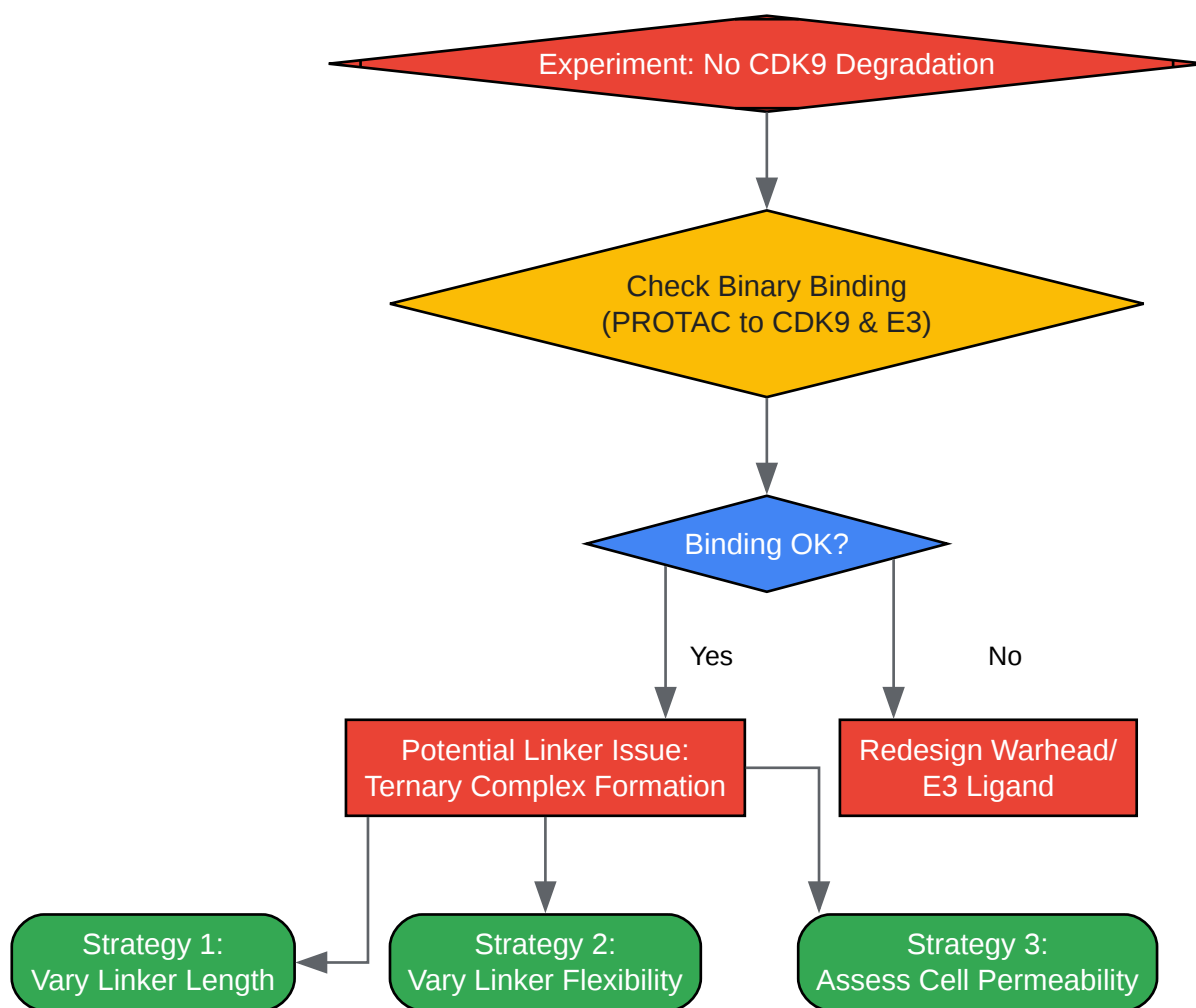 Experiment: No CDK9 Degradation
Check Binary Binding
(PROTAC to CDK9 & E3)
Binding OK?
Yes
No
Potential Linker Issue:
Ternary Complex Formation
Redesign Warhead/
E3 Ligand
Strategy 1:
Vary Linker Length
Strategy 2:
Vary Linker Flexibility
Strategy 3:
Assess Cell Permeability